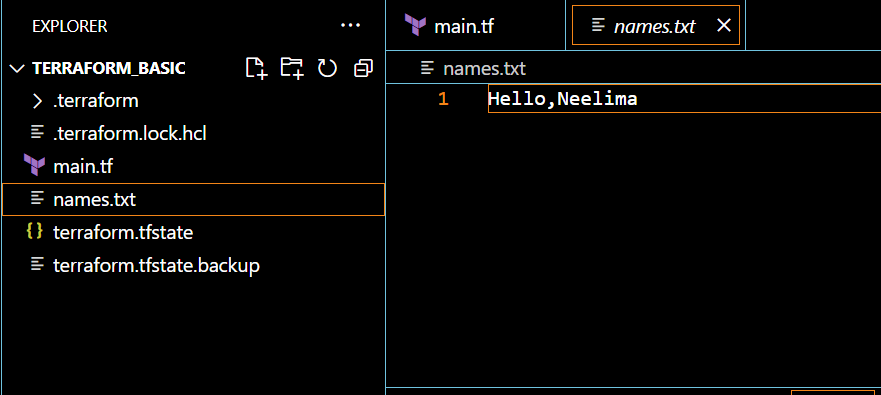 EXPLORER
TERRAFORM_BASIC
.terraform
.terraform.lock.hcl
main.tf
names.txt
terraform.tfstate
terraform.tfstate.backup
main.tf names.txt
names.txt
1 Hello,Neelima